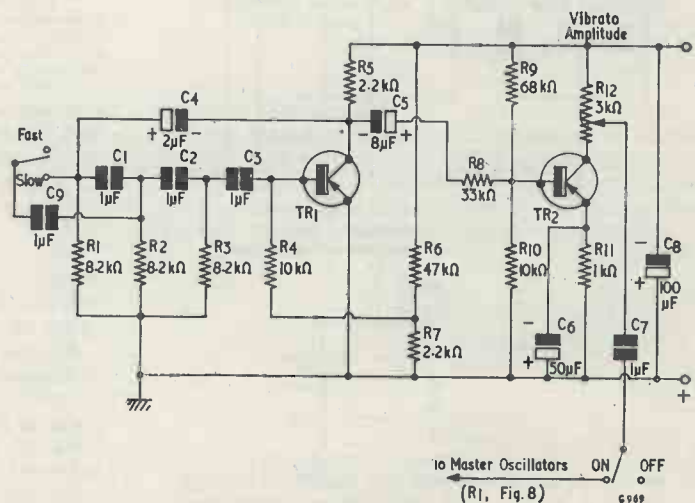 Vibrato
Amplitude
R5
2.2kΩ
R9
68kΩ
R12
3kΩ
C4
+ -
2μF
C5
- +
8μF
Fast
Slow
C1
1μF
C2
1μF
C3
1μF
C9
1μF
R8
33kΩ
TR1
TR2
R1
8.2kΩ
R2
8.2kΩ
R3
8.2kΩ
R4
10kΩ
R6
47kΩ
R10
10kΩ
R11
1kΩ
-
C8
+
100
μF
R7
2.2kΩ
-
C6
+
50μF
C7
1μF
+
to Master Oscillators
(R1, Fig. 8)
ON OFF
G969